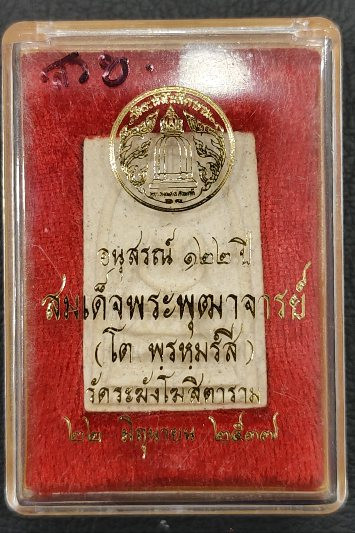 สวย.
อนุสรณ์ ๑๒๒ ปี
สมเด็จพระพุฒาจารย์
(โต พฺรหฺมรํสี)
วัดระฆังโฆสิตาราม
๒๒ มิถุนายน ๒๕๓๗